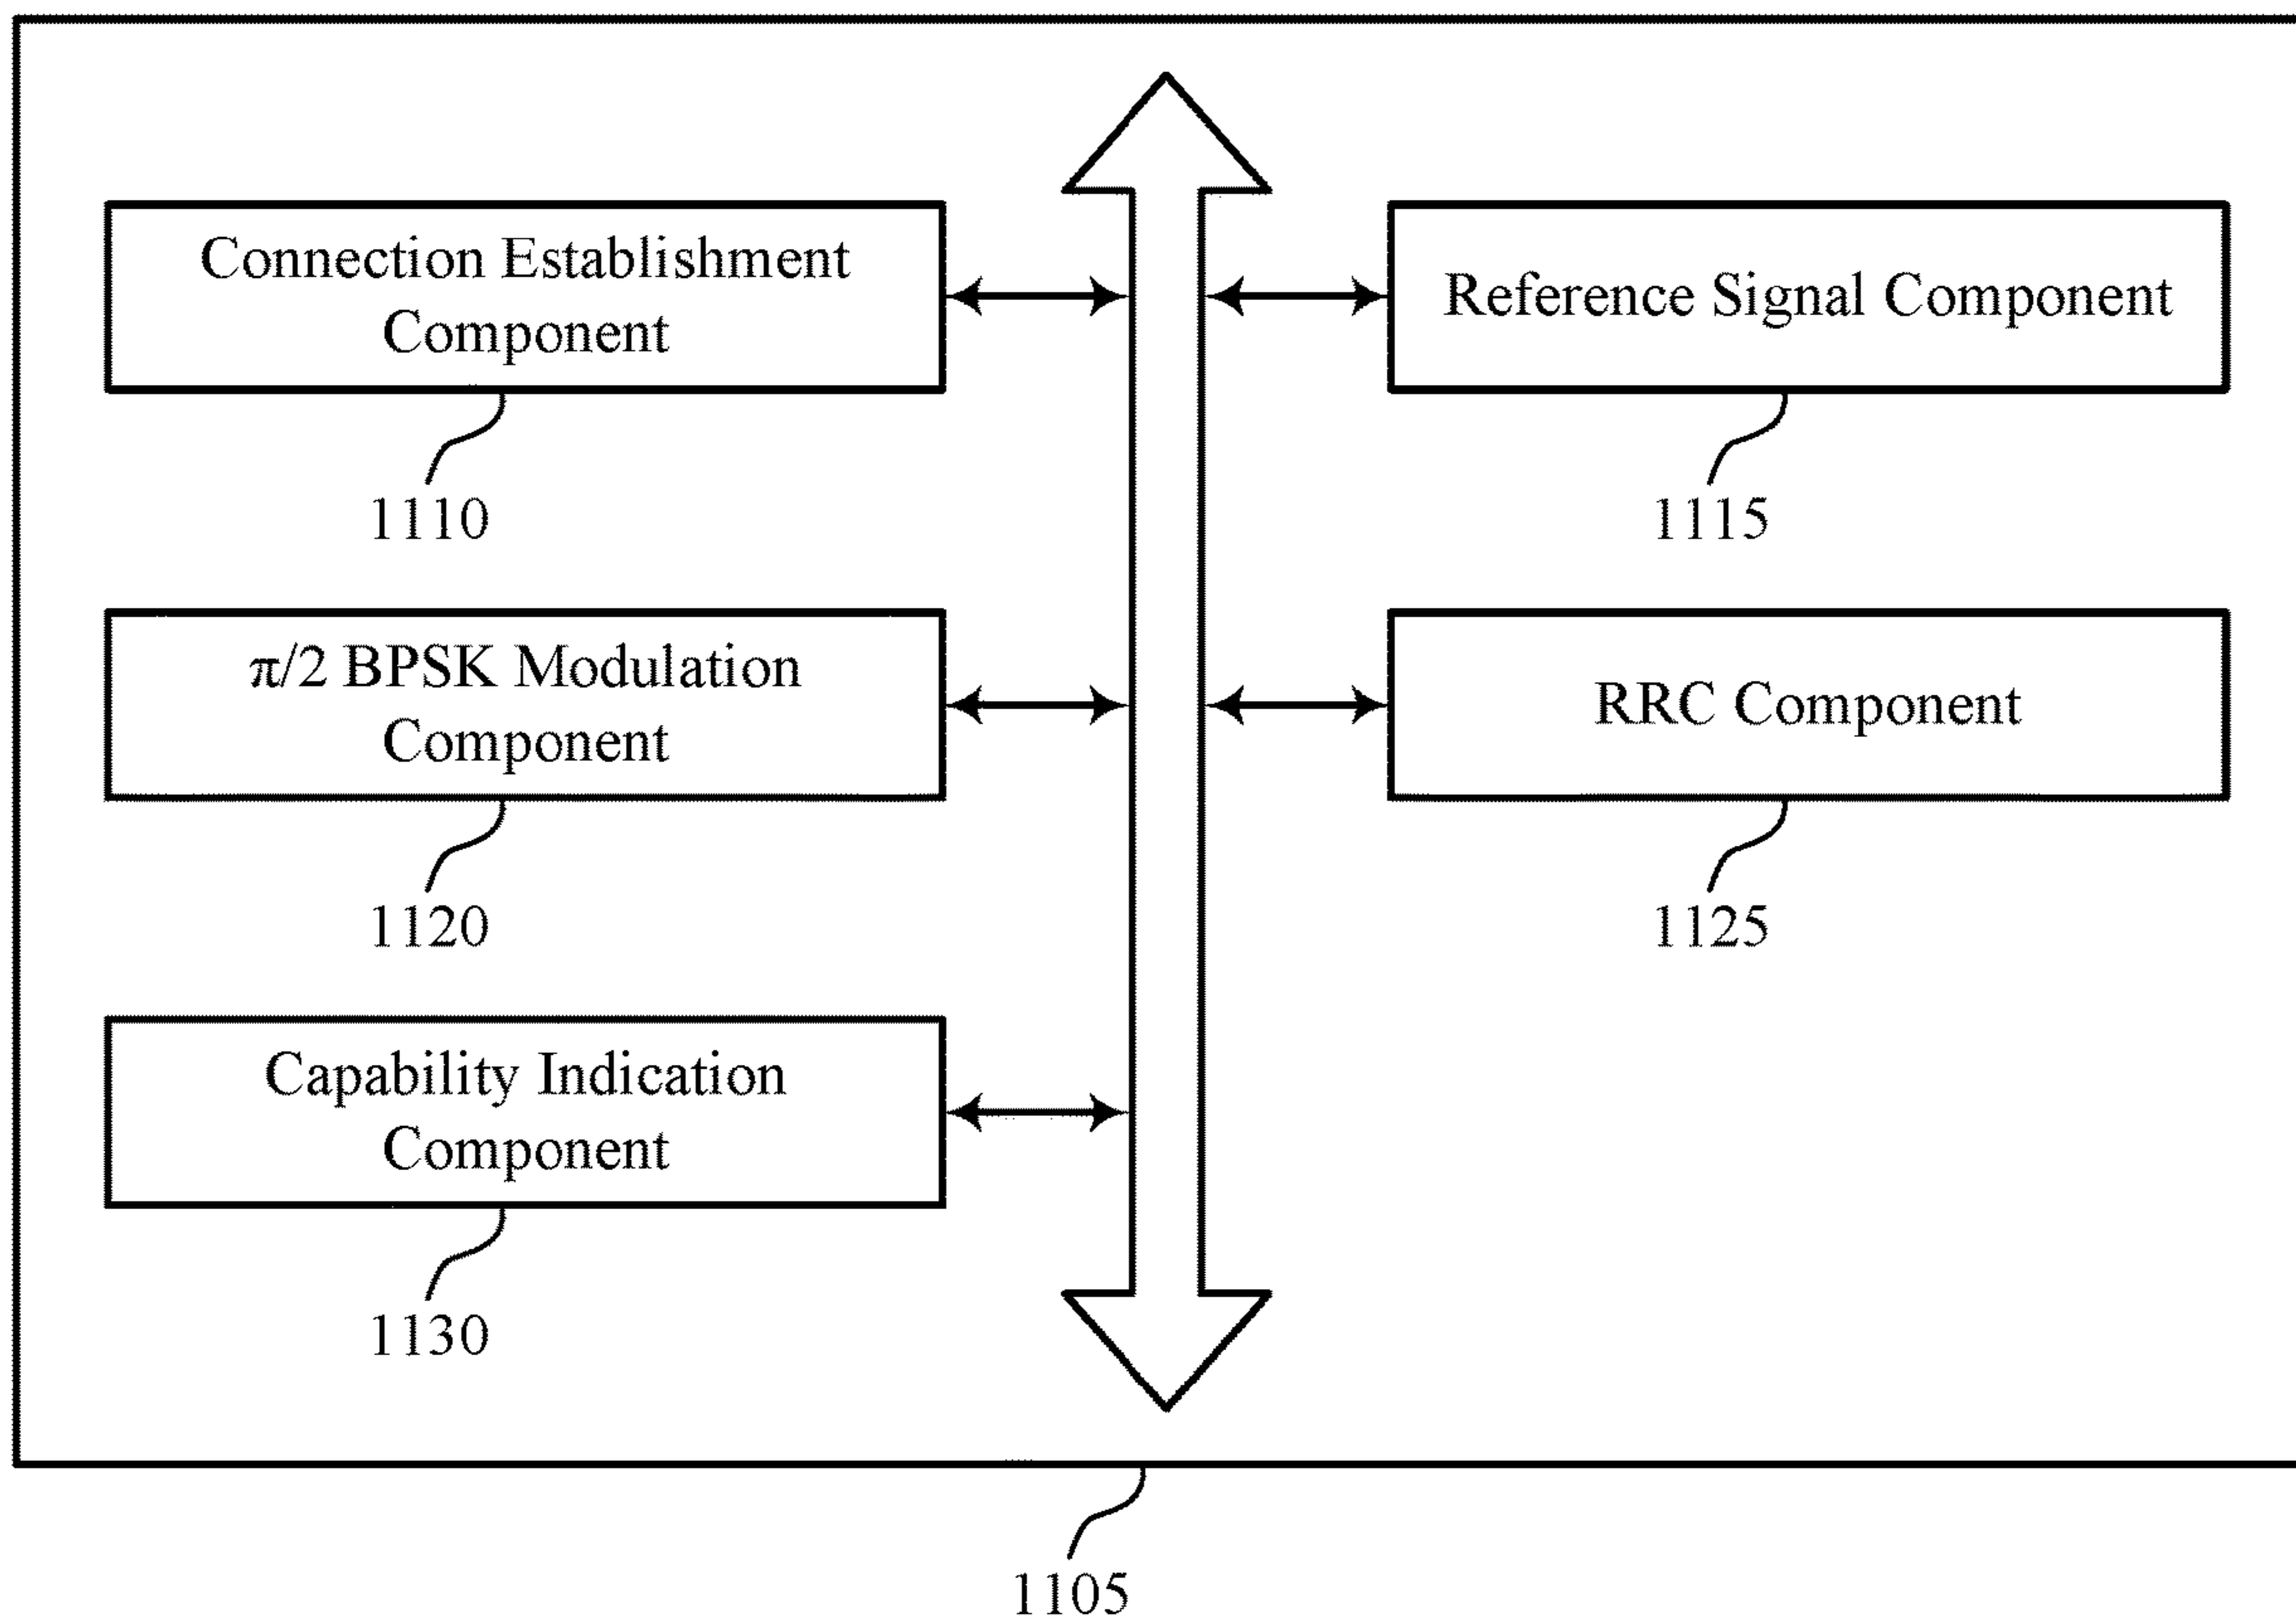 Connection Establishment
Component
Reference Signal Component
1110
1115
π/2 BPSK Modulation
Component
RRC Component
1120
1125
Capability Indication
Component
1130
1105